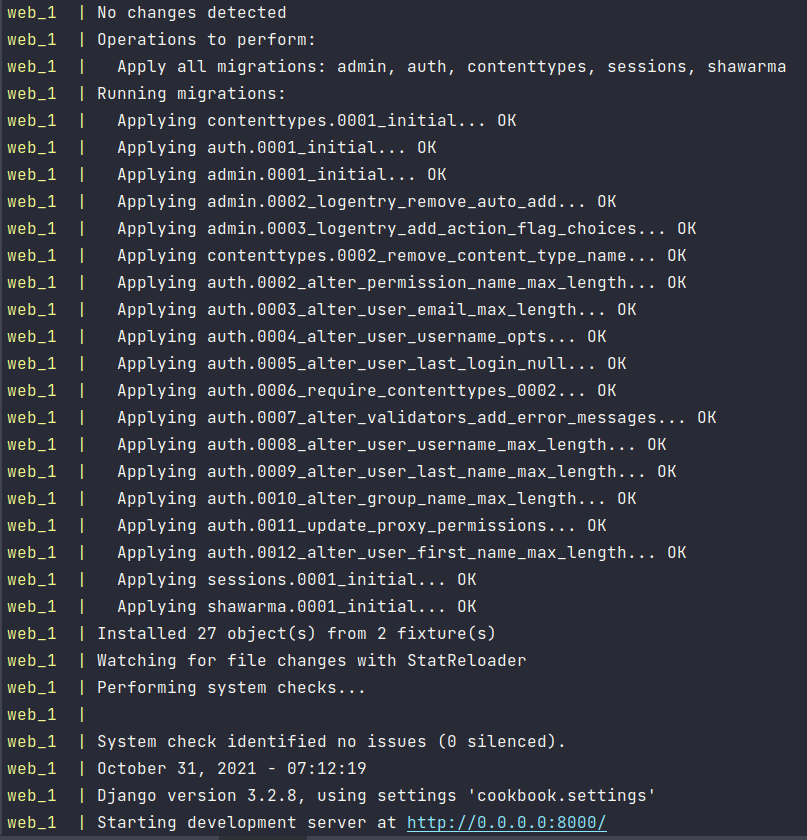 web_1  | No changes detected
web_1  | Operations to perform:
web_1  |   Apply all migrations: admin, auth, contenttypes, sessions, shawarma
web_1  | Running migrations:
web_1  |   Applying contenttypes.0001_initial... OK
web_1  |   Applying auth.0001_initial... OK
web_1  |   Applying admin.0001_initial... OK
web_1  |   Applying admin.0002_logentry_remove_auto_add... OK
web_1  |   Applying admin.0003_logentry_add_action_flag_choices... OK
web_1  |   Applying contenttypes.0002_remove_content_type_name... OK
web_1  |   Applying auth.0002_alter_permission_name_max_length... OK
web_1  |   Applying auth.0003_alter_user_email_max_length... OK
web_1  |   Applying auth.0004_alter_user_username_opts... OK
web_1  |   Applying auth.0005_alter_user_last_login_null... OK
web_1  |   Applying auth.0006_require_contenttypes_0002... OK
web_1  |   Applying auth.0007_alter_validators_add_error_messages... OK
web_1  |   Applying auth.0008_alter_user_username_max_length... OK
web_1  |   Applying auth.0009_alter_user_last_name_max_length... OK
web_1  |   Applying auth.0010_alter_group_name_max_length... OK
web_1  |   Applying auth.0011_update_proxy_permissions... OK
web_1  |   Applying auth.0012_alter_user_first_name_max_length... OK
web_1  |   Applying sessions.0001_initial... OK
web_1  |   Applying shawarma.0001_initial... OK
web_1  | Installed 27 object(s) from 2 fixture(s)
web_1  | Watching for file changes with StatReloader
web_1  | Performing system checks...
web_1  |
web_1  | System check identified no issues (0 silenced).
web_1  | October 31, 2021 - 07:12:19
web_1  | Django version 3.2.8, using settings 'cookbook.settings'
web_1  | Starting development server at http://0.0.0.0:8000/